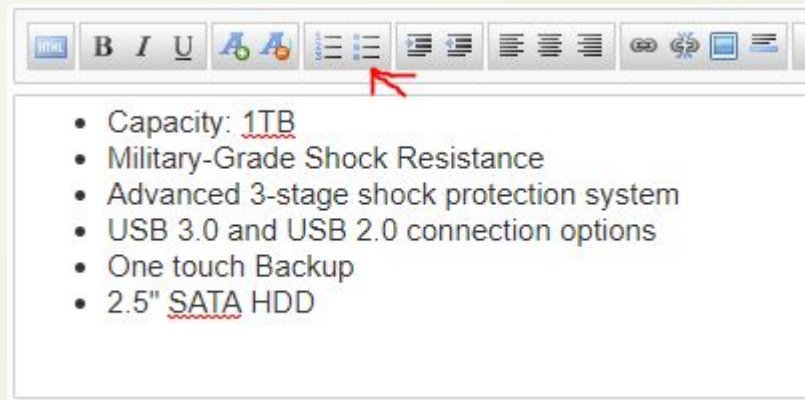 HTML B I U
Capacity: 1TB
Military-Grade Shock Resistance
Advanced 3-stage shock protection system
USB 3.0 and USB 2.0 connection options
One touch Backup
2.5" SATA HDD